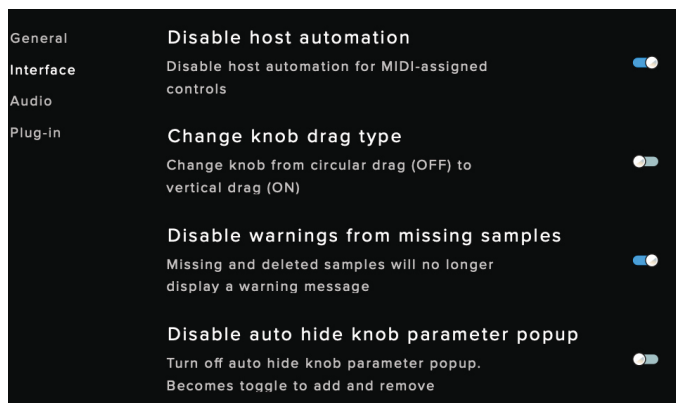 General
Interface
Audio
Plug-in
Disable host automation
Disable host automation for MIDI-assigned
controls
Change knob drag type
Change knob from circular drag (OFF) to
vertical drag (ON)
Disable warnings from missing samples
Missing and deleted samples will no longer
display a warning message
Disable auto hide knob parameter popup
Turn off auto hide knob parameter popup.
Becomes toggle to add and remove